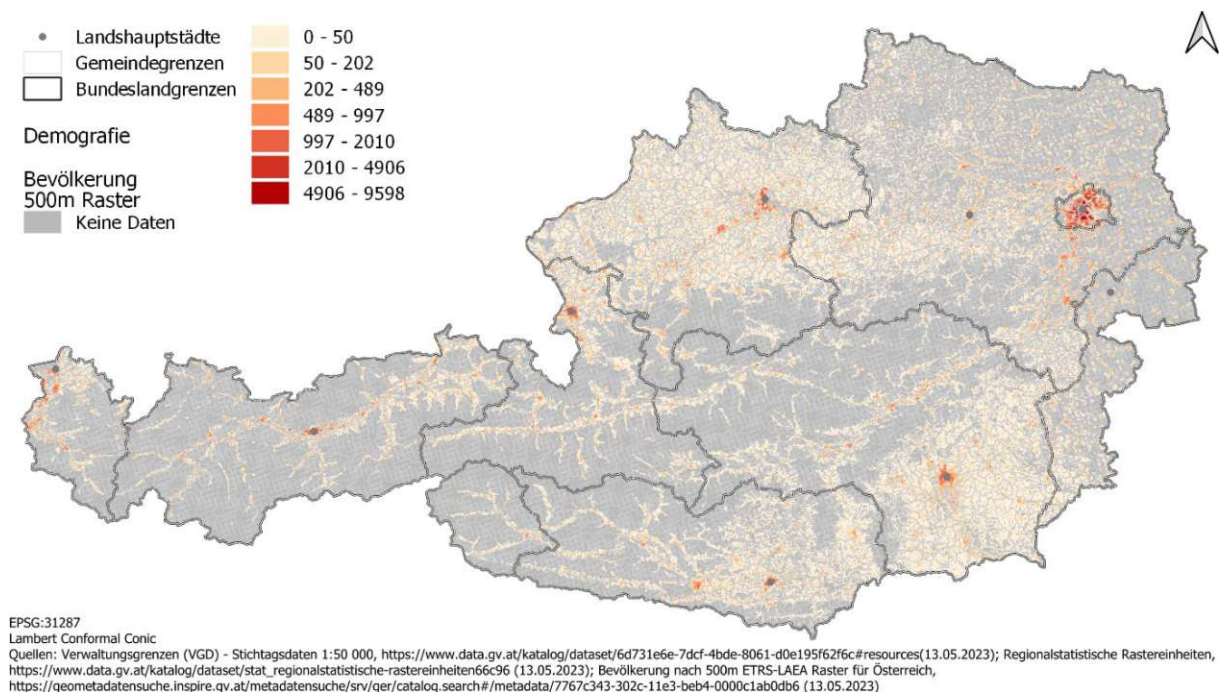 Landshauptstädte
Gemeindegrenzen
Bundeslandgrenzen
Demografie
Bevölkerung
500m Raster
Keine Daten
0 - 50
50 - 202
202 - 489
489 - 997
997 - 2010
2010 - 4906
4906 - 9598
EPSG:31287
Lambert Conformal Conic
Quellen: Verwaltungsgrenzen (VGD) - Stichtagsdaten 1:50 000, https://www.data.gv.at/katalog/dataset/6d731e6e-7dcf-4bde-8061-d0e195f62f6c#resources(13.05.2023); Regionalstatistische Rastereinheiten,
https://www.data.gv.at/katalog/dataset/stat_regionalstatistische-rastereinheiten66c96 (13.05.2023); Bevölkerung nach 500m ETRS-LAEA Raster für Österreich,
https://geometadatensuche.inspire.gv.at/metadatensuche/srv/ger/catalog.search#/metadata/7767c343-302c-11e3-beb4-0000c1ab0db6 (13.05.2023)